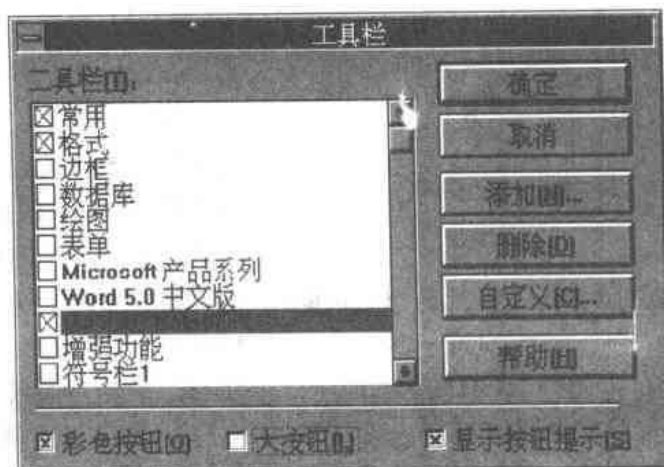 工具栏
工具栏[T]:
常用
格式
边框
数据库
绘图
表单
Microsoft 产品系列
Word 5.0 中文版
增强功能
符号栏1
确定
取消
添加[N]...
删除[D]
自定义[C]...
帮助[H]
彩色按钮[O]
大按钮[L]
显示按钮提示[S]